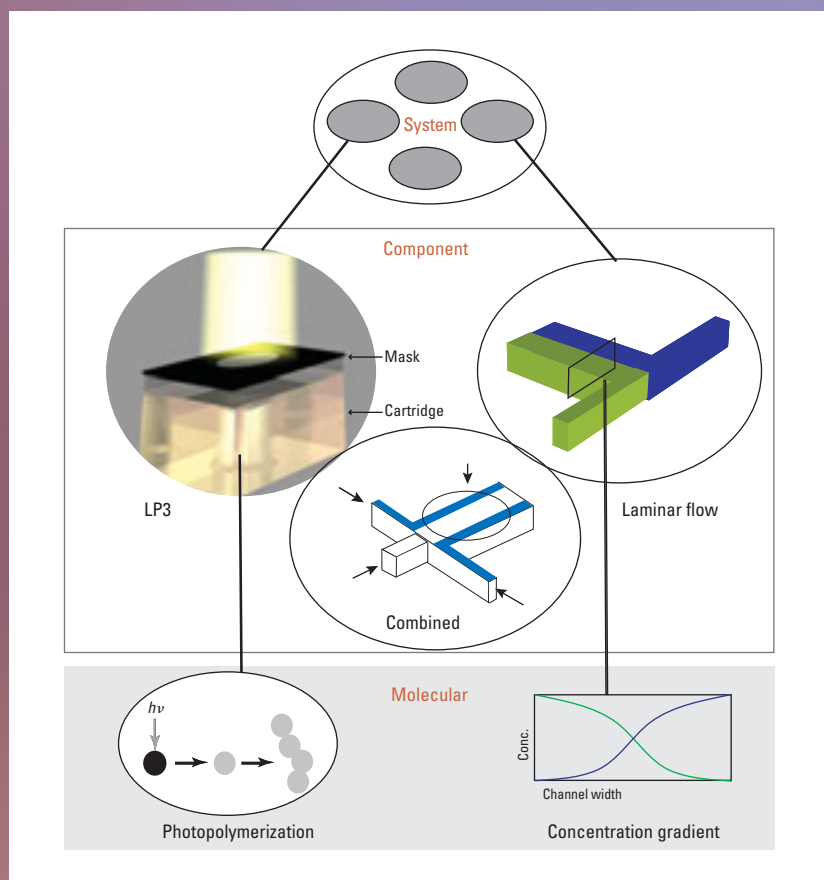 System
Component
Mask
Cartridge
LP3
Laminar flow
Combined
Molecular
hν
Conc.
Channel width
Photopolymerization
Concentration gradient